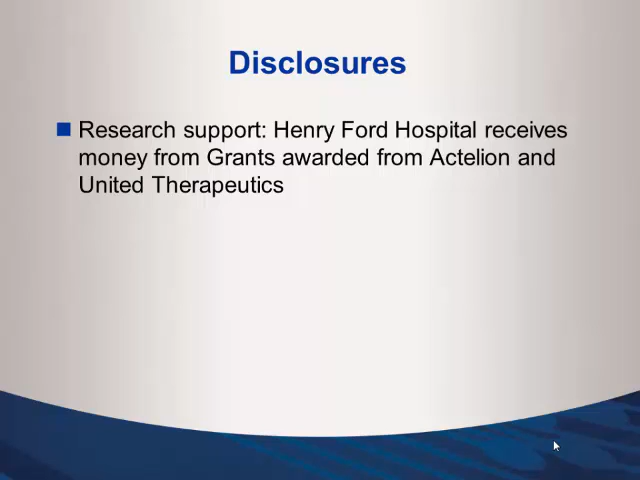 Disclosures
Research support: Henry Ford Hospital receives
money from Grants awarded from Actelion and
United Therapeutics